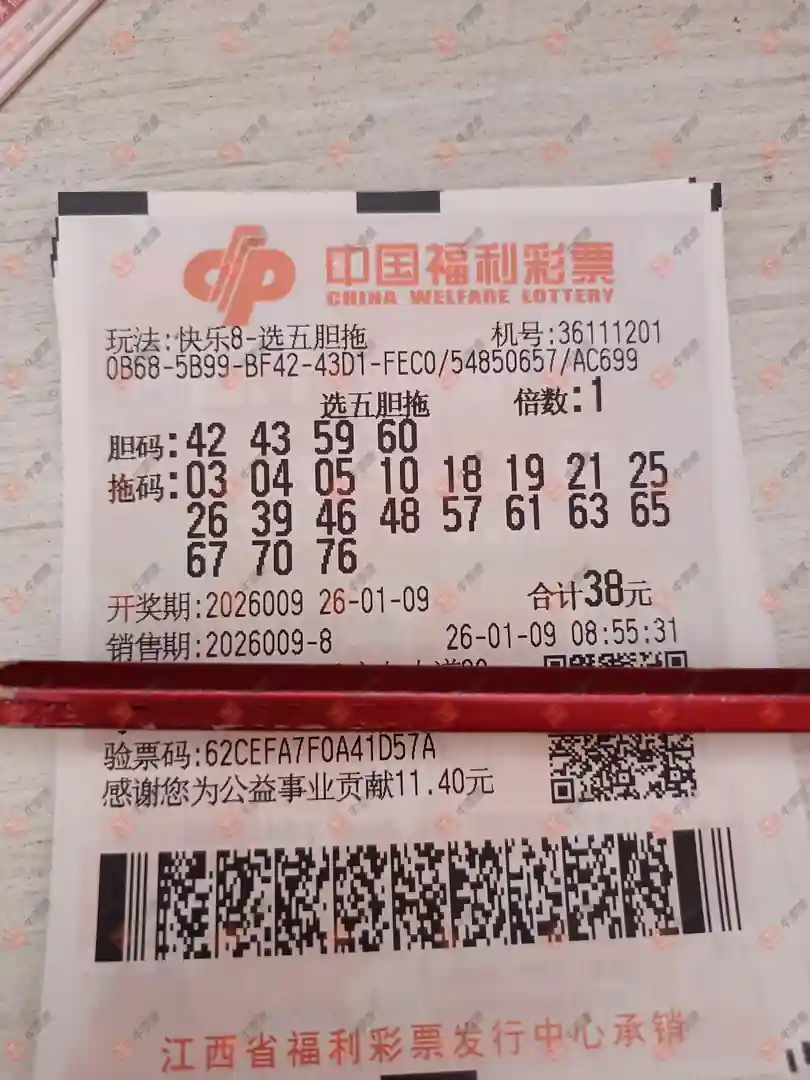 中国福利彩票
CHINA WELFARE LOTTERY
玩法:快乐8-选五胆拖 机号:36111201
0B68-5B99-BF42-43D1-FEC0/54850657/AC699
选五胆拖 倍数:1
胆码:42 43 59 60
拖码:03 04 05 10 18 19 21 25
26 39 46 48 57 61 63 65
67 70 76
开奖期:2026009 26-01-09 合计38元
销售期:2026009-8 26-01-09 08:55:31
验票码:62CEFA7F0A41D57A
感谢您为公益事业贡献11.40元
江西省福利彩票发行中心承销